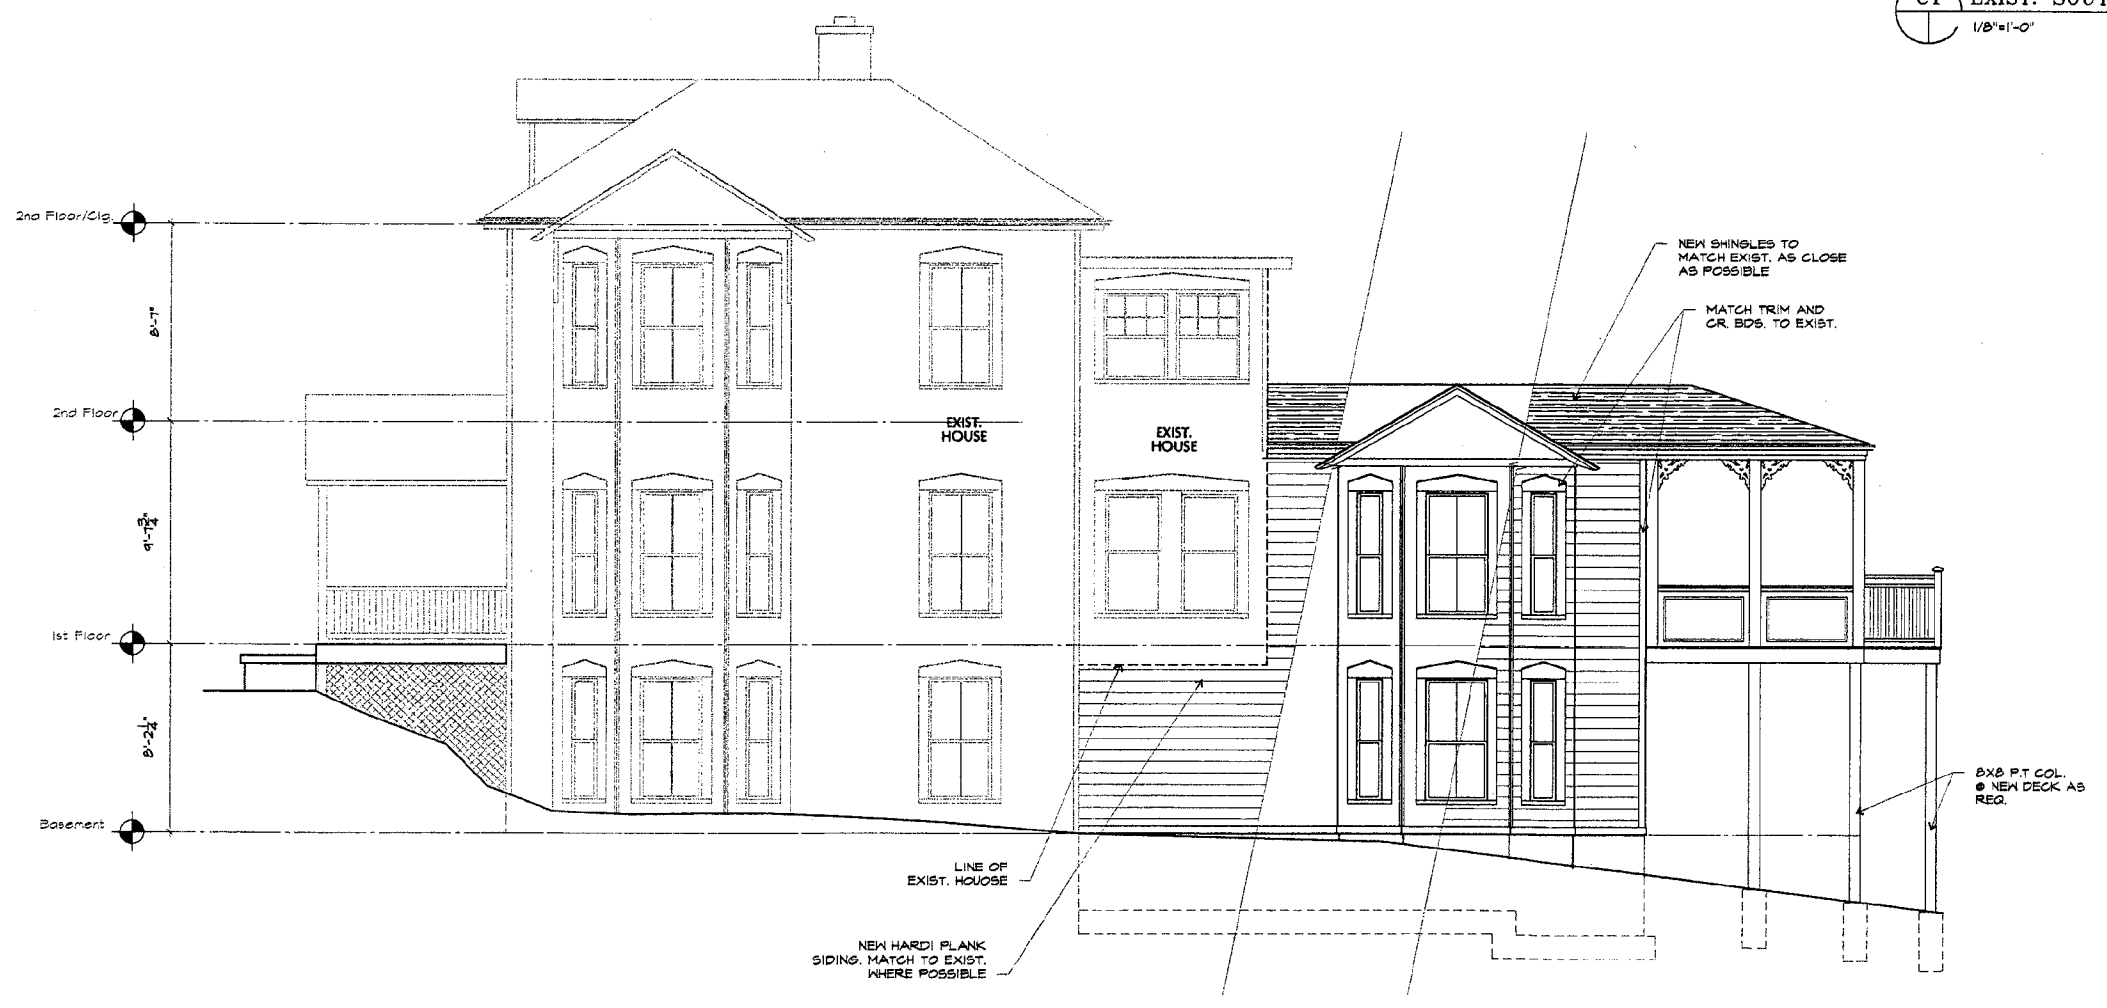 1/8"=1'-0"
2nd Floor/Clg.
8'-7"
2nd Floor
9'-7 3/4"
1st Floor
8'-2 1/4"
Basement
EXIST.
HOUSE
EXIST.
HOUSE
NEW SHINGLES TO
MATCH EXIST. AS CLOSE
AS POSSIBLE
MATCH TRIM AND
CR. BDS. TO EXIST.
8X8 P.T COL.
@ NEW DECK AS
REQ.
LINE OF
EXIST. HOUOSE
NEW HARDI PLANK
SIDING. MATCH TO EXIST.
WHERE POSSIBLE